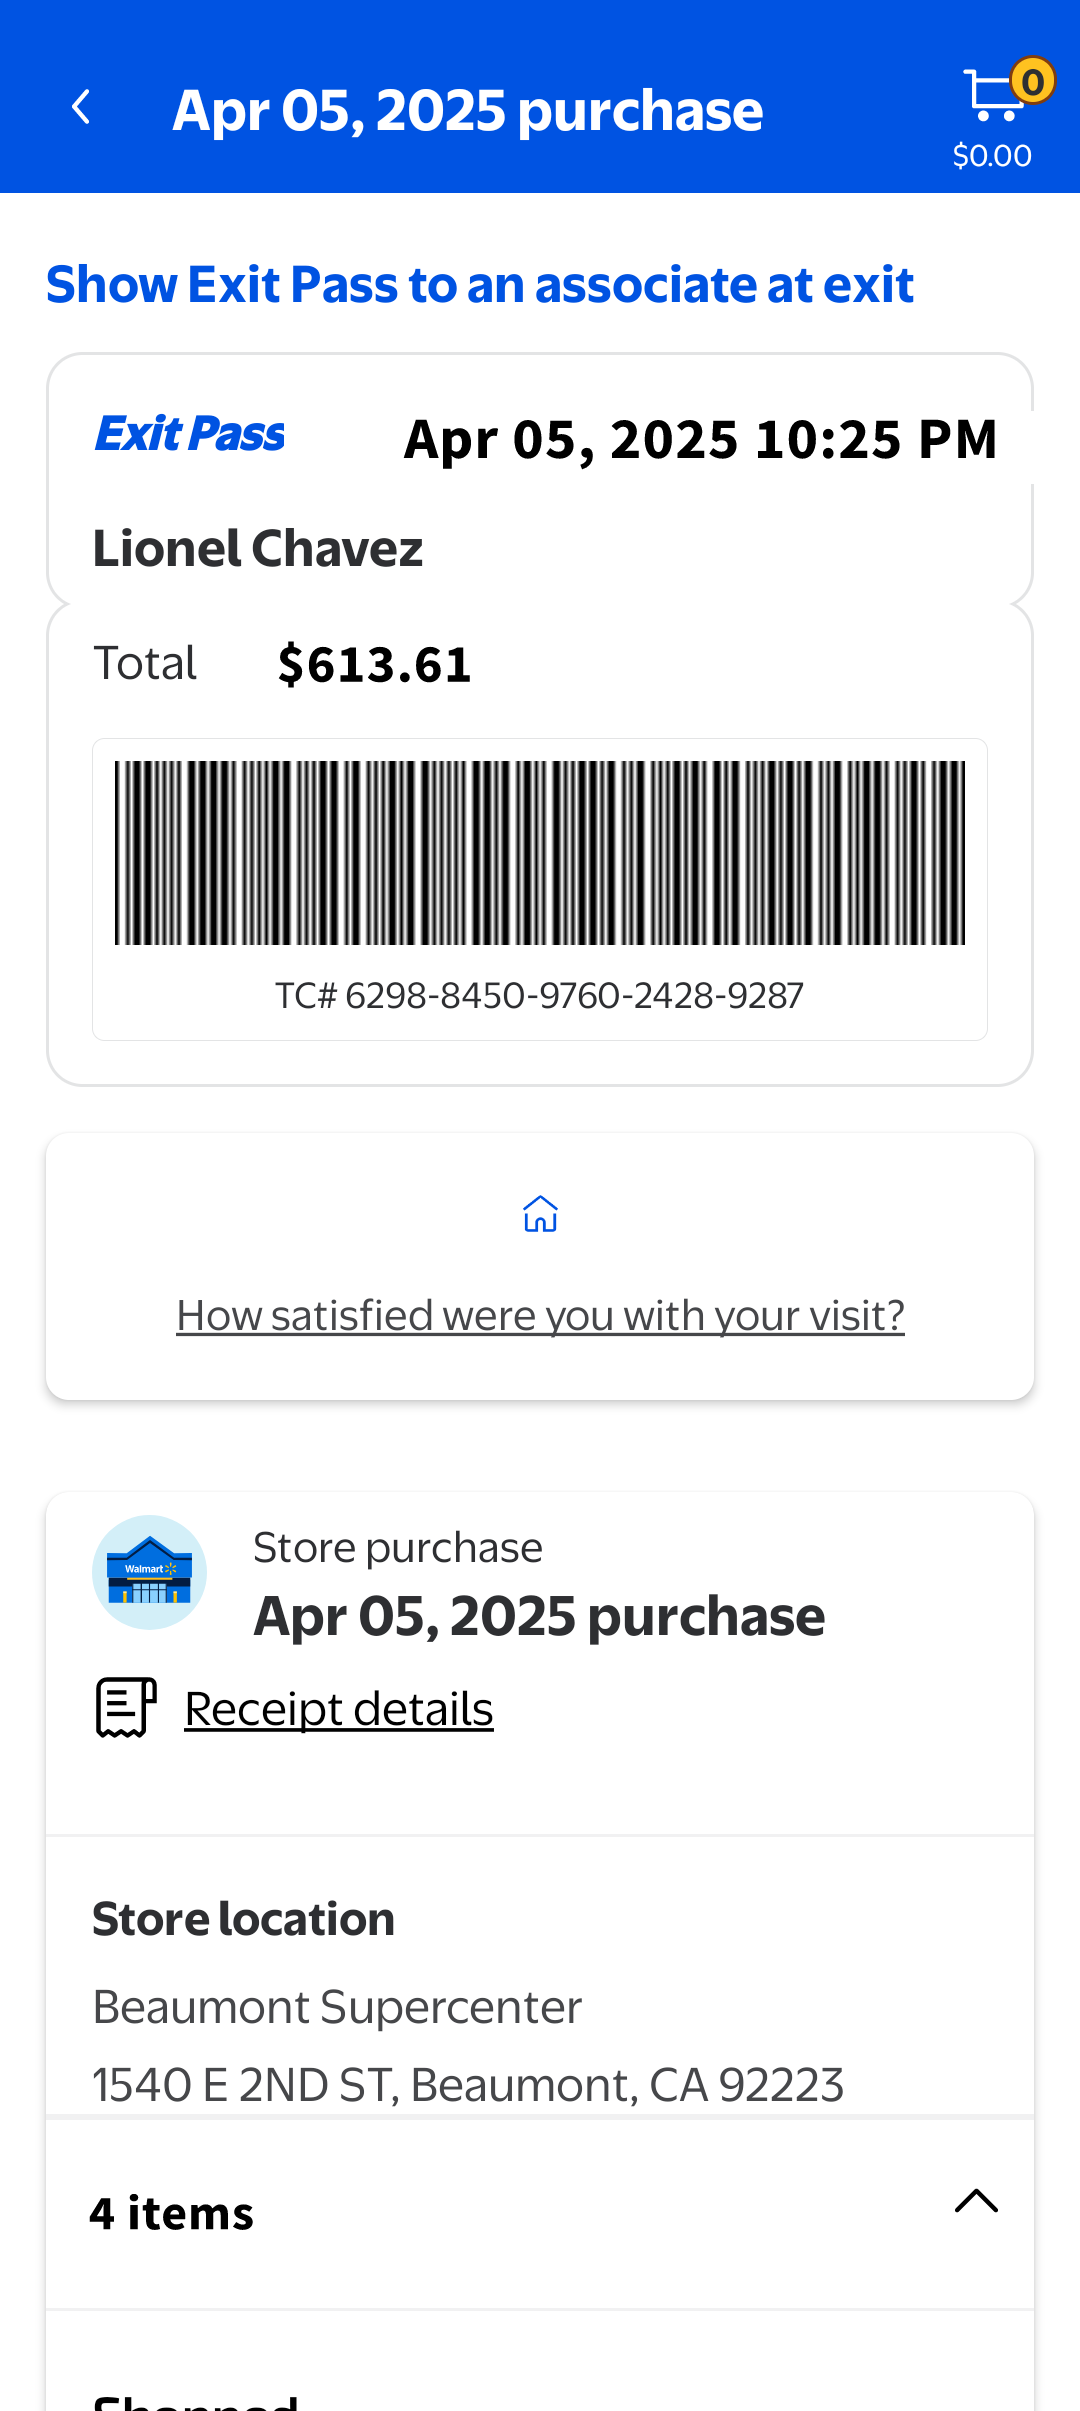 Apr 05, 2025 purchase
0
$0.00
Show Exit Pass to an associate at exit
Exit Pass
Apr 05, 2025 10:25 PM
Lionel Chavez
Total $613.61
TC# 6298-8450-9760-2428-9287
How satisfied were you with your visit?
Walmart
Store purchase
Apr 05, 2025 purchase
Receipt details
Store location
Beaumont Supercenter
1540 E 2ND ST, Beaumont, CA 92223
4 items